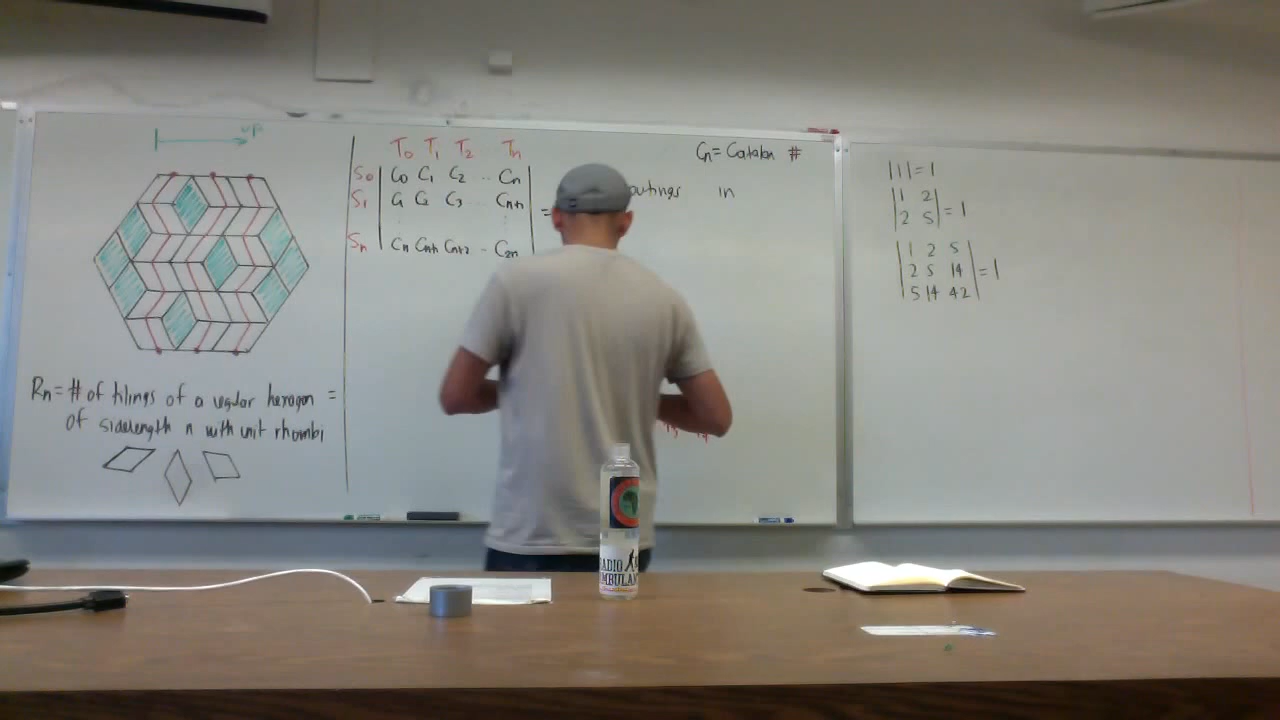 up
Rn = # of tilings of a regular hexagon =
of sidelength n with unit rhombi
T0 T1 T2 Tn
S0 C0 C1 C2 .. Cn
S1 C1 C2 C3 ... Cn+1
Sn Cn Cn+1 Cn+2 .. C2n
=
Cn = Catalan #
outings in
|1| = 1
1 2
2 5 = 1
1 2 5
2 5 14 = 1
5 14 42